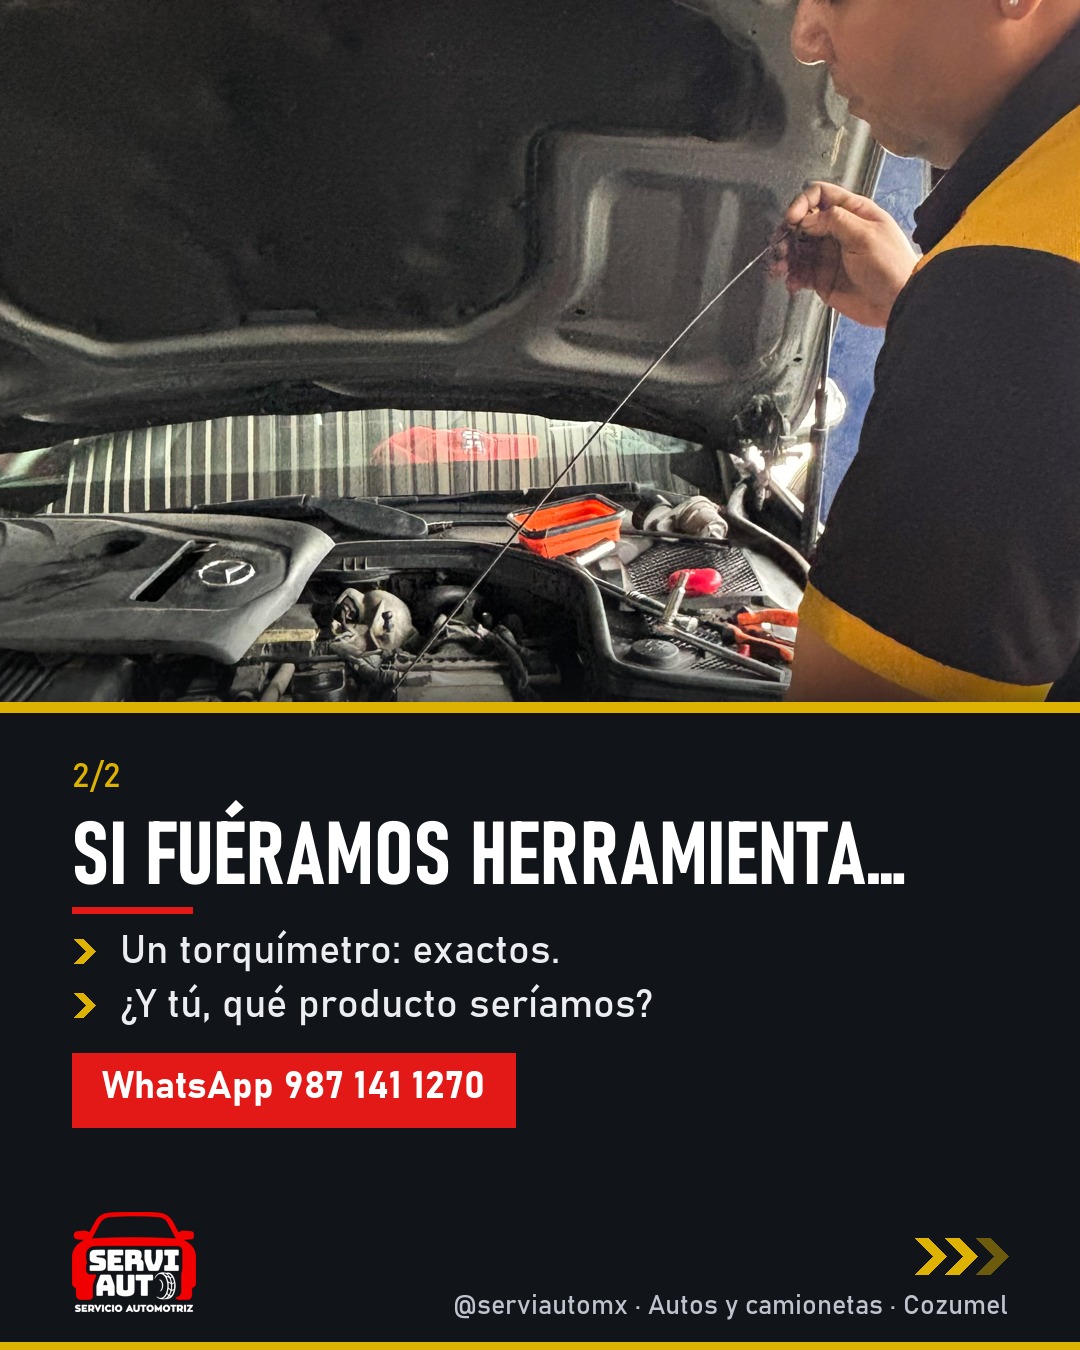 2/2
SI FUÉRAMOS HERRAMIENTA...
Un torquímetro: exactos.
¿Y tú, qué producto seríamos?
WhatsApp 987 141 1270
SERVI
AUTO
SERVICIO AUTOMOTRIZ
@serviautomx · Autos y camionetas · Cozumel